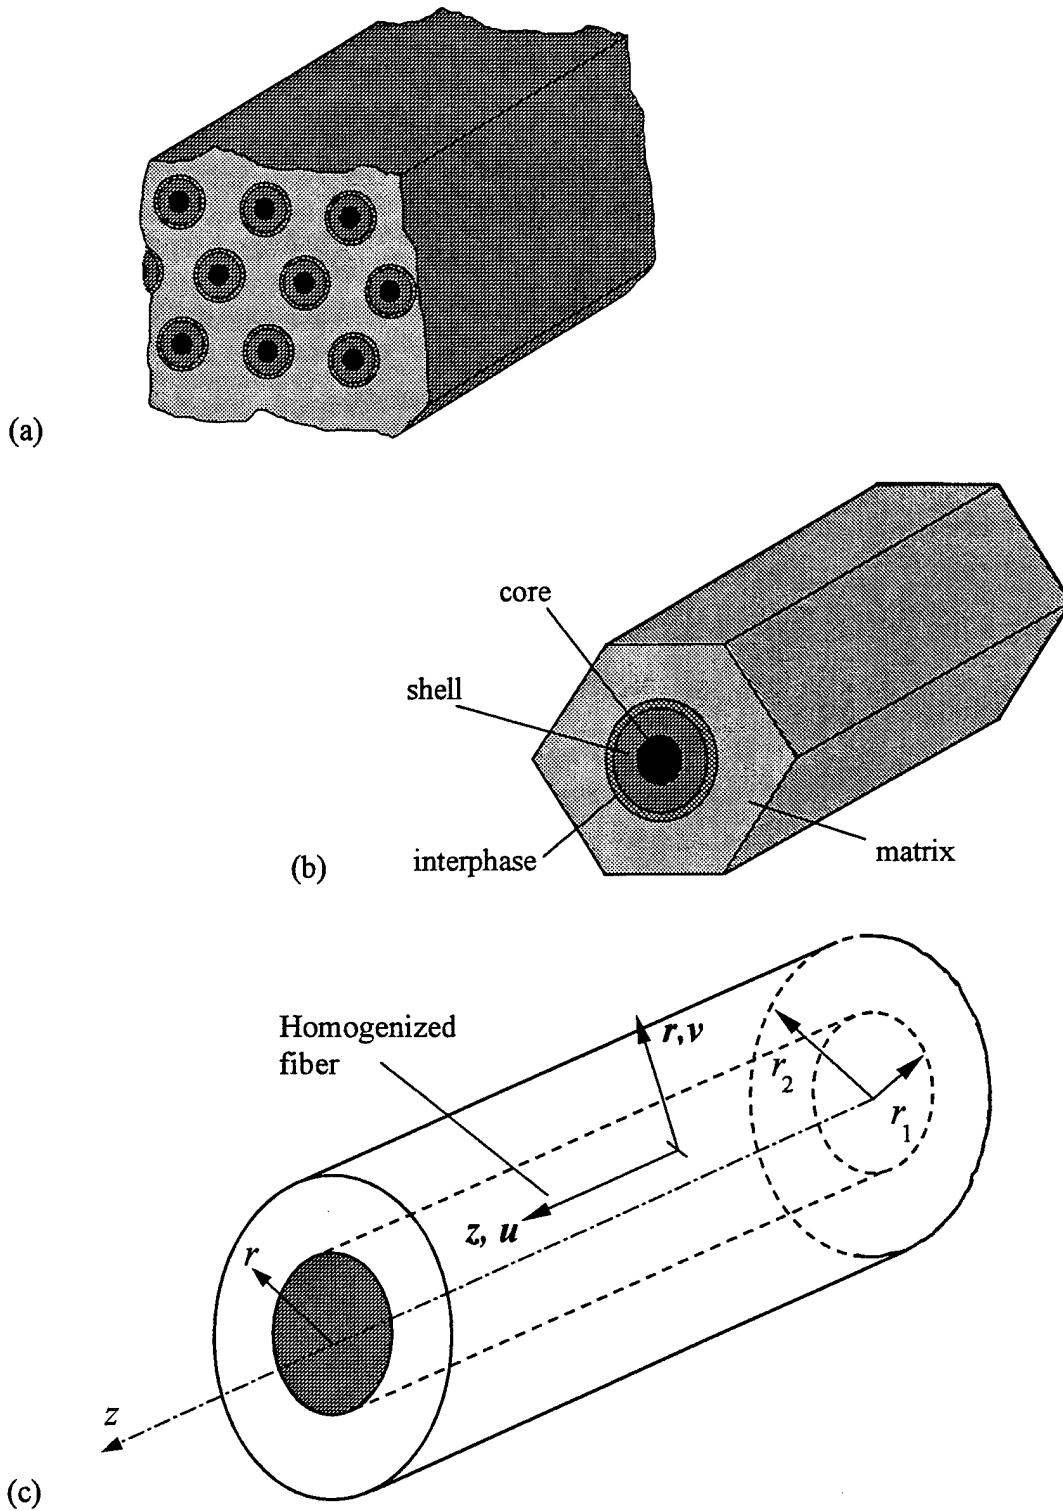 (a)
core
shell
interphase
matrix
(b)
Homogenized
fiber
r,v
r2
r1
z, u
r
z
(c)